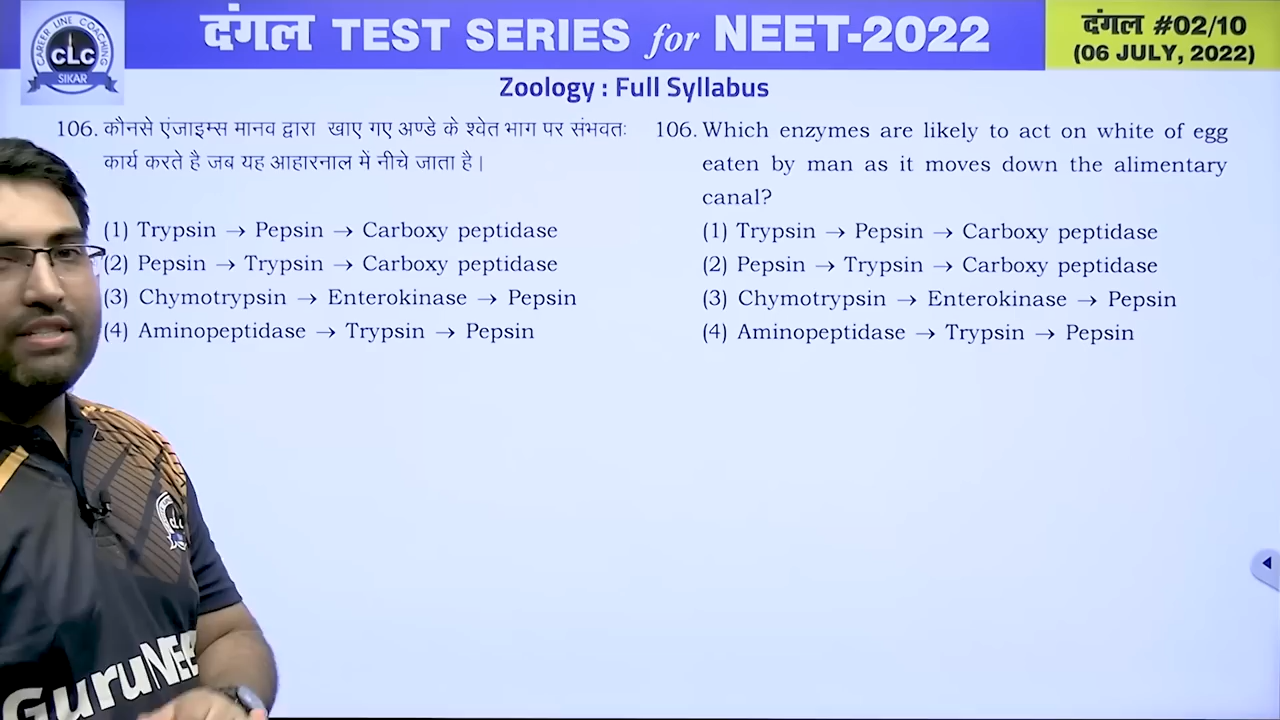 CAREER LINE COACHING
CLC
SIKAR
दंगल TEST SERIES for NEET-2022
दंगल #02/10
(06 JULY, 2022)
Zoology : Full Syllabus
106. कौनसे एंजाइम्स मानव द्वारा खाए गए अण्डे के श्वेत भाग पर संभवतः
कार्य करते है जब यह आहारनाल में नीचे जाता है।
(1) Trypsin → Pepsin → Carboxy peptidase
(2) Pepsin → Trypsin → Carboxy peptidase
(3) Chymotrypsin → Enterokinase → Pepsin
(4) Aminopeptidase → Trypsin → Pepsin
106. Which enzymes are likely to act on white of egg
eaten by man as it moves down the alimentary
canal?
(1) Trypsin → Pepsin → Carboxy peptidase
(2) Pepsin → Trypsin → Carboxy peptidase
(3) Chymotrypsin → Enterokinase → Pepsin
(4) Aminopeptidase → Trypsin → Pepsin
GuruNEE